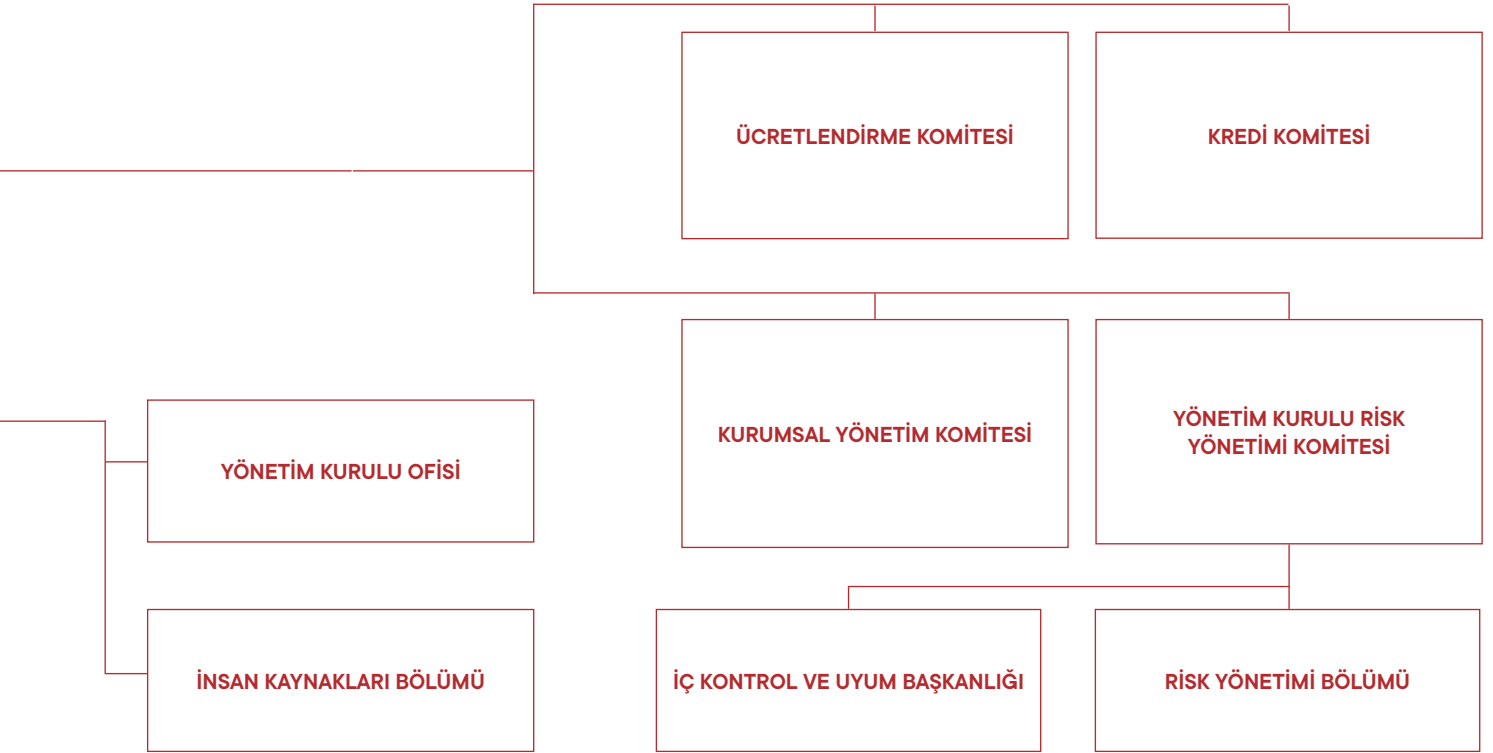 ÜCRETLENDİRME KOMİTESİ
KREDİ KOMİTESİ
KURUMSAL YÖNETİM KOMİTESİ
YÖNETİM KURULU RİSK
YÖNETİMİ KOMİTESİ
YÖNETİM KURULU OFİSİ
İNSAN KAYNAKLARI BÖLÜMÜ
İÇ KONTROL VE UYUM BAŞKANLIĞI
RİSK YÖNETİMİ BÖLÜMÜ